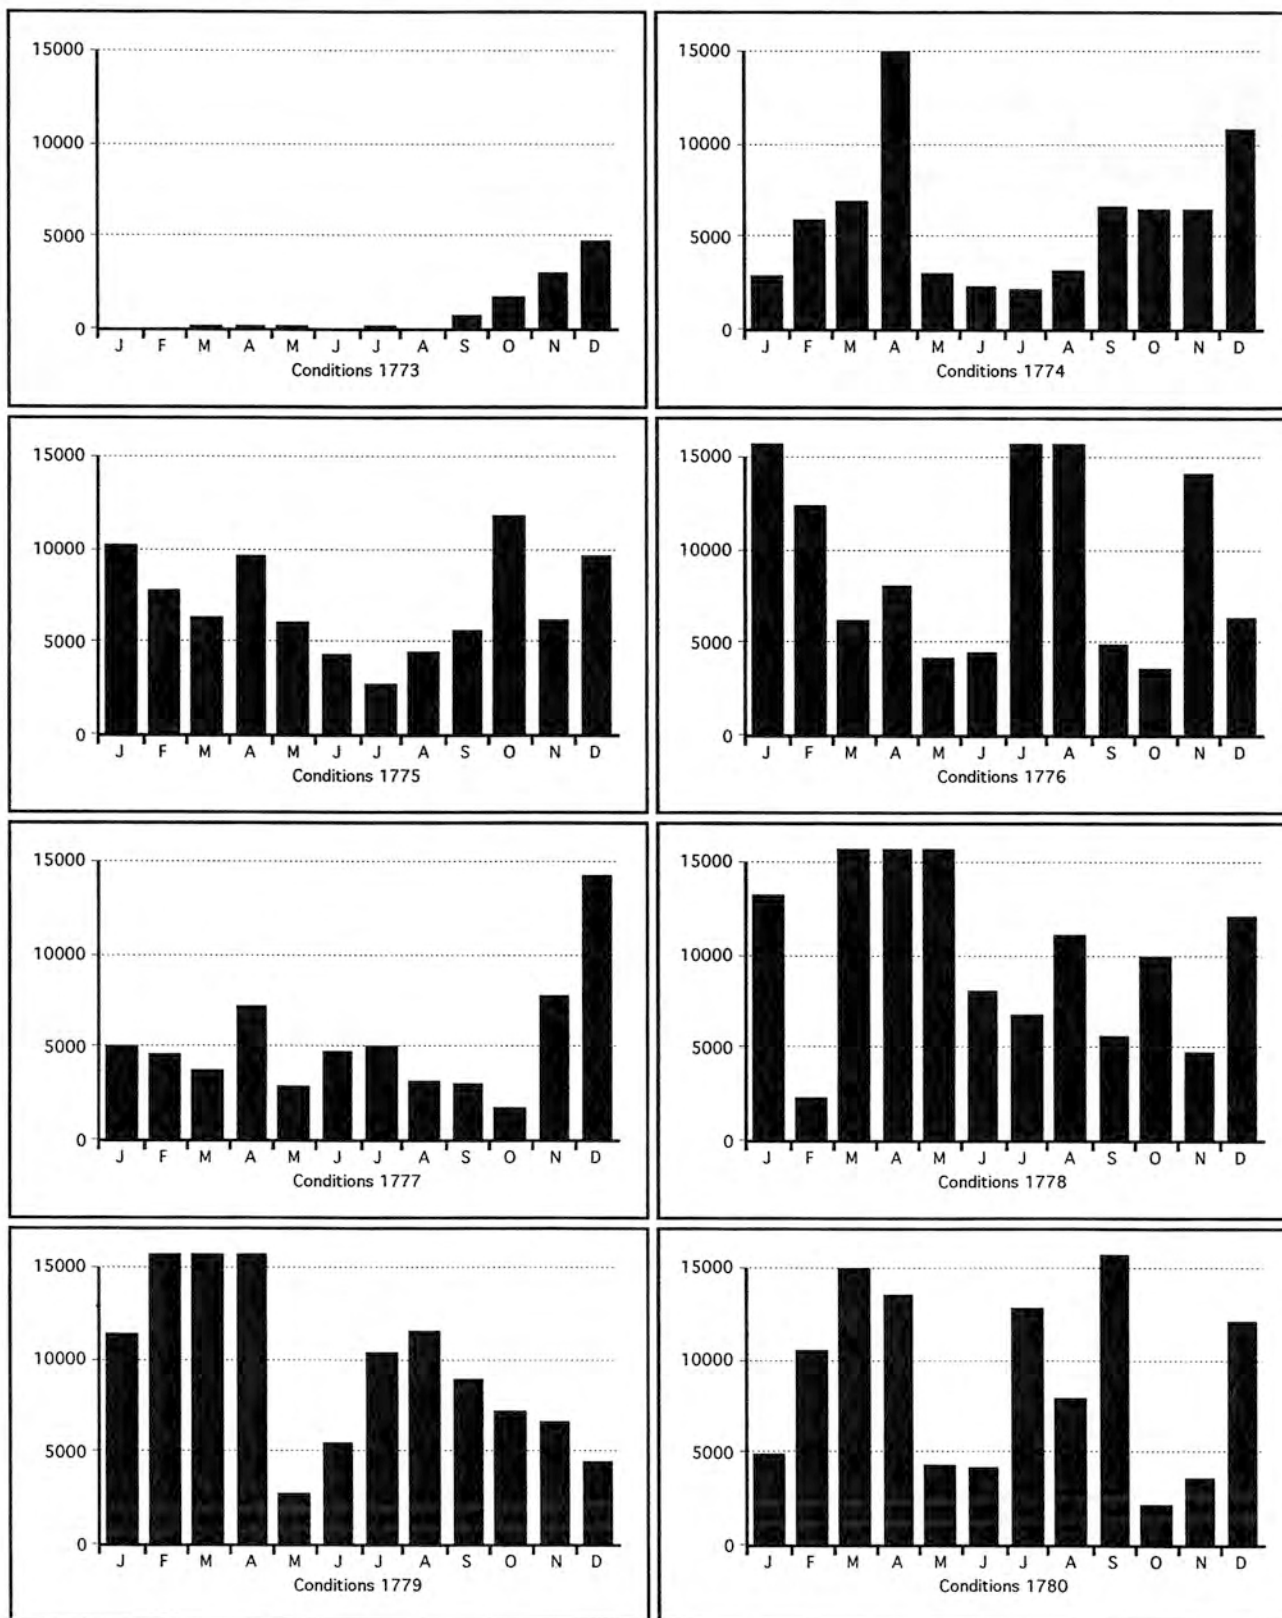 15000
10000
5000
0
J F M A M J J A S O N D
Conditions 1773
15000
10000
5000
0
J F M A M J J A S O N D
Conditions 1774
15000
10000
5000
0
J F M A M J J A S O N D
Conditions 1775
15000
10000
5000
0
J F M A M J J A S O N D
Conditions 1776
15000
10000
5000
0
J F M A M J J A S O N D
Conditions 1777
15000
10000
5000
0
J F M A M J J A S O N D
Conditions 1778
15000
10000
5000
0
J F M A M J J A S O N D
Conditions 1779
15000
10000
5000
0
J F M A M J J A S O N D
Conditions 1780